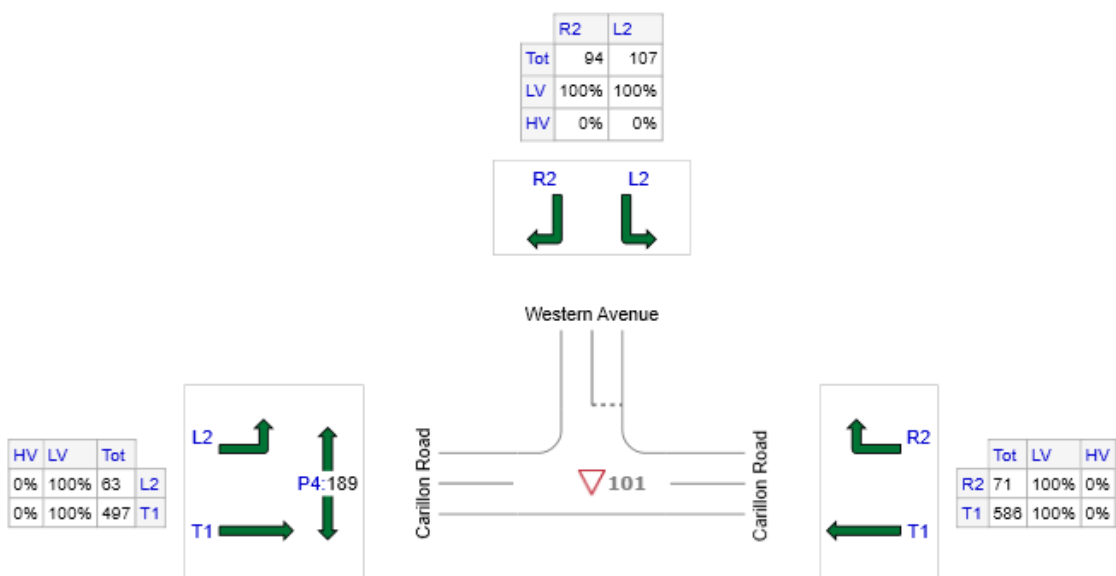 R2 L2
Tot 94 107
LV 100% 100%
HV 0% 0%
R2 L2
Western Avenue
L2
T1
P4:189
HV LV Tot
0% 100% 63 L2
0% 100% 497 T1
Carillon Road
101
Carillon Road
R2
T1
Tot LV HV
R2 71 100% 0%
T1 586 100% 0%